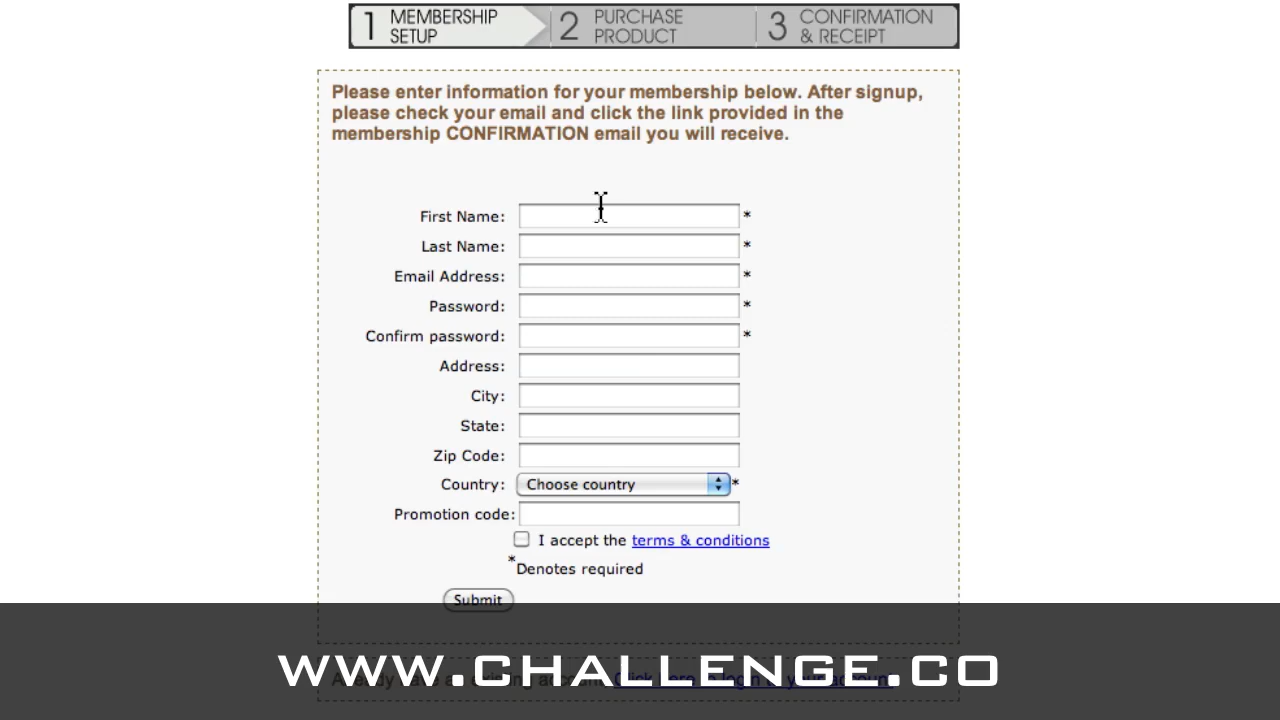 1 MEMBERSHIP SETUP 2 PURCHASE PRODUCT 3 CONFIRMATION & RECEIPT
Please enter information for your membership below. After signup,
please check your email and click the link provided in the
membership CONFIRMATION email you will receive.
First Name: *
Last Name: *
Email Address: *
Password: *
Confirm password: *
Address:
City:
State:
Zip Code:
Country: Choose country *
Promotion code:
I accept the terms & conditions
*Denotes required
Submit
WWW.CHALLENGE.CO